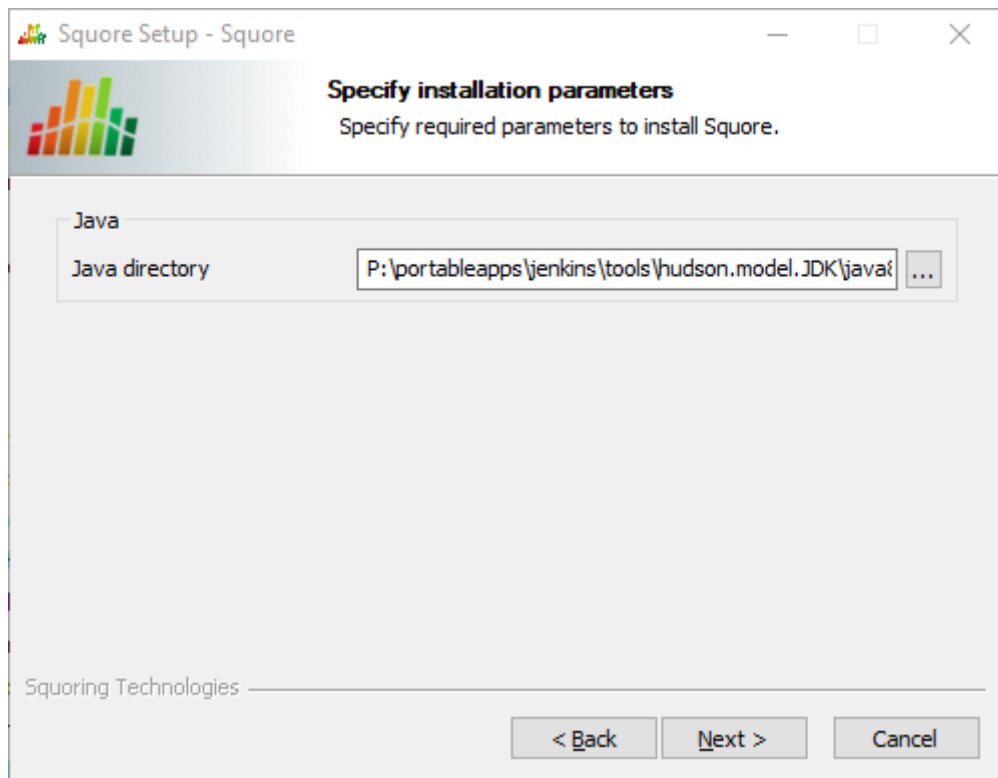 Squore Setup - Squore
Specify installation parameters
Specify required parameters to install Squore.
Java
Java directory
P:\portableapps\jenkins\tools\hudson.model.JDK\java8
...
Squoring Technologies
< Back
Next >
Cancel